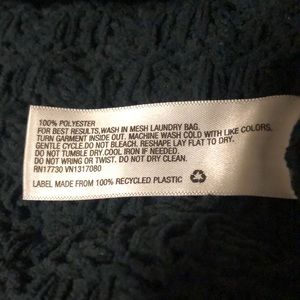 100% POLYESTER
FOR BEST RESULTS,WASH IN MESH LAUNDRY BAG.
TURN GARMENT INSIDE OUT. MACHINE WASH COLD WITH LIKE COLORS,
GENTLE CYCLE.DO NOT BLEACH. RESHAPE LAY FLAT TO DRY.
DO NOT TUMBLE DRY.COOL IRON IF NEEDED.
DO NOT WRING OR TWIST. DO NOT DRY CLEAN.
RN17730 VN1317080
LABEL MADE FROM 100% RECYCLED PLASTIC